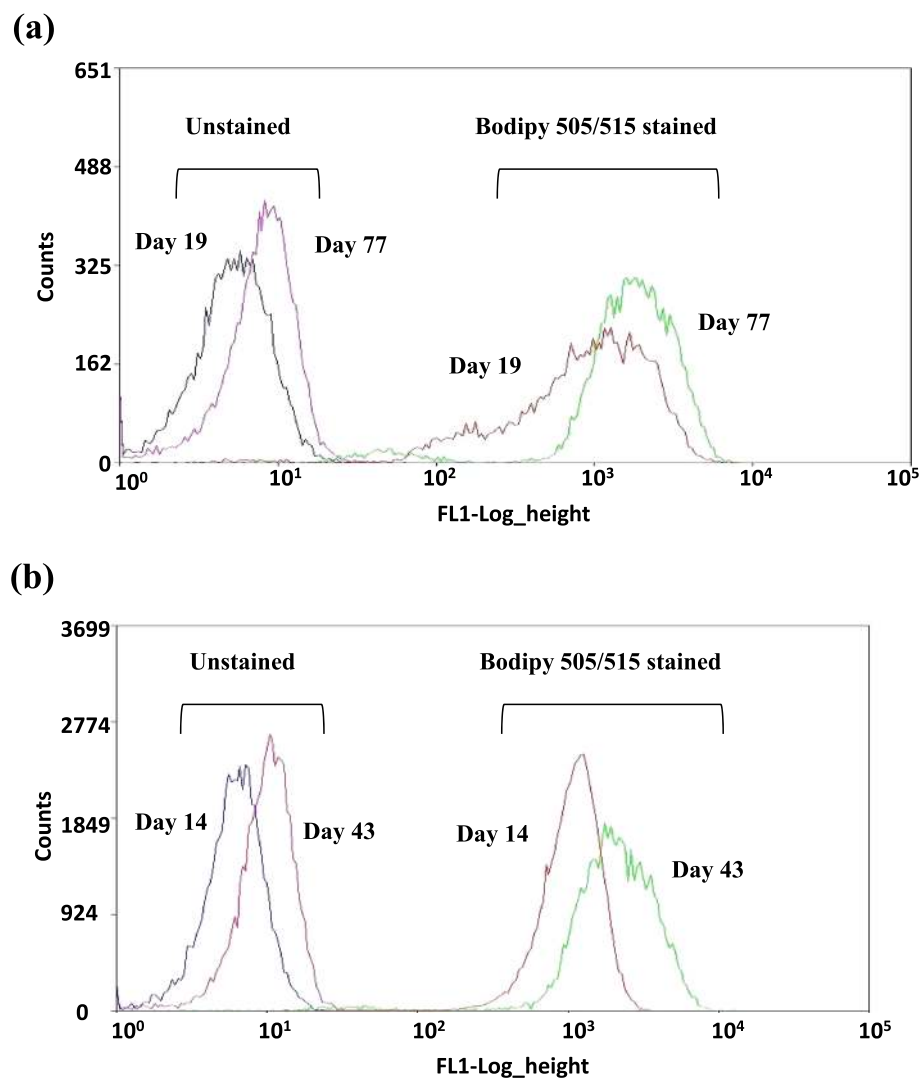 (a)
651
Unstained
Bodipy 505/515 stained
488
Day 19
Day 77
325
Day 77
Day 19
162
0
10⁰ 10¹ 10² 10³ 10⁴ 10⁵
Counts
FL1-Log_height
(b)
3699
Unstained
Bodipy 505/515 stained
2774
Day 14
Day 43
1849
Day 14
Day 43
924
0
10⁰ 10¹ 10² 10³ 10⁴ 10⁵
Counts
FL1-Log_height